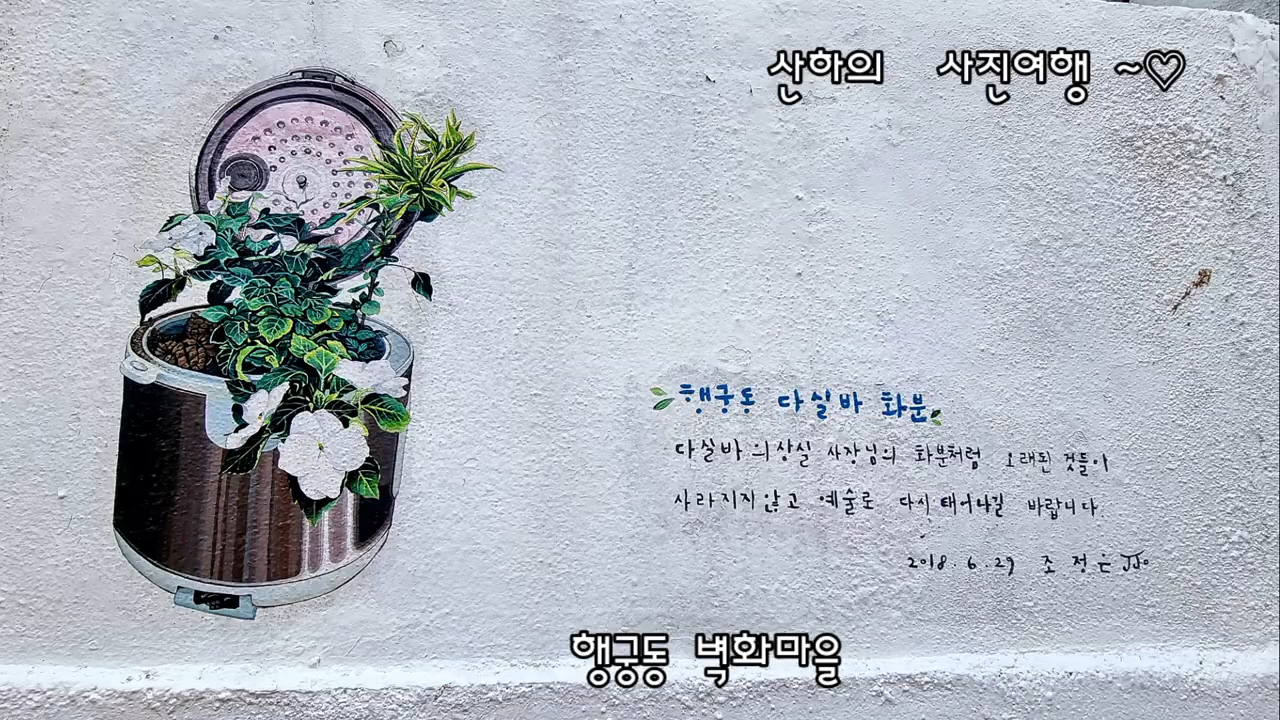 산하의 사진여행 ~♡
행궁동 다실바 화분
다실바 의상실 사장님의 화분처럼 오래된 것들이
사라지지 않고 예술로 다시 태어나길 바랍니다.
2018. 6. 29 조 정은
행궁동 벽화마을